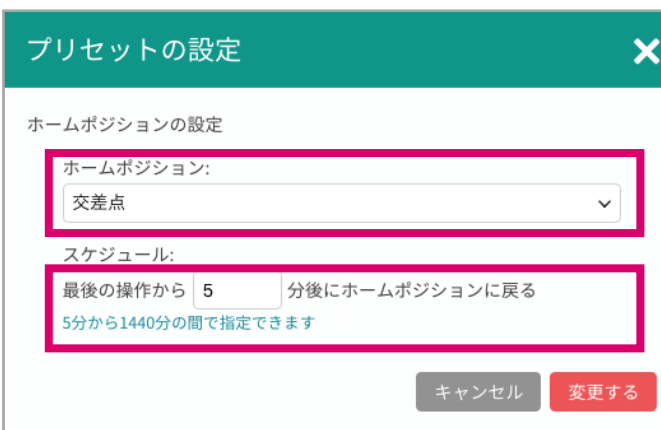 プリセットの設定
ホームポジションの設定
ホームポジション:
交差点
スケジュール:
最後の操作から 5 分後にホームポジションに戻る
5分から1440分の間で指定できます
キャンセル 変更する